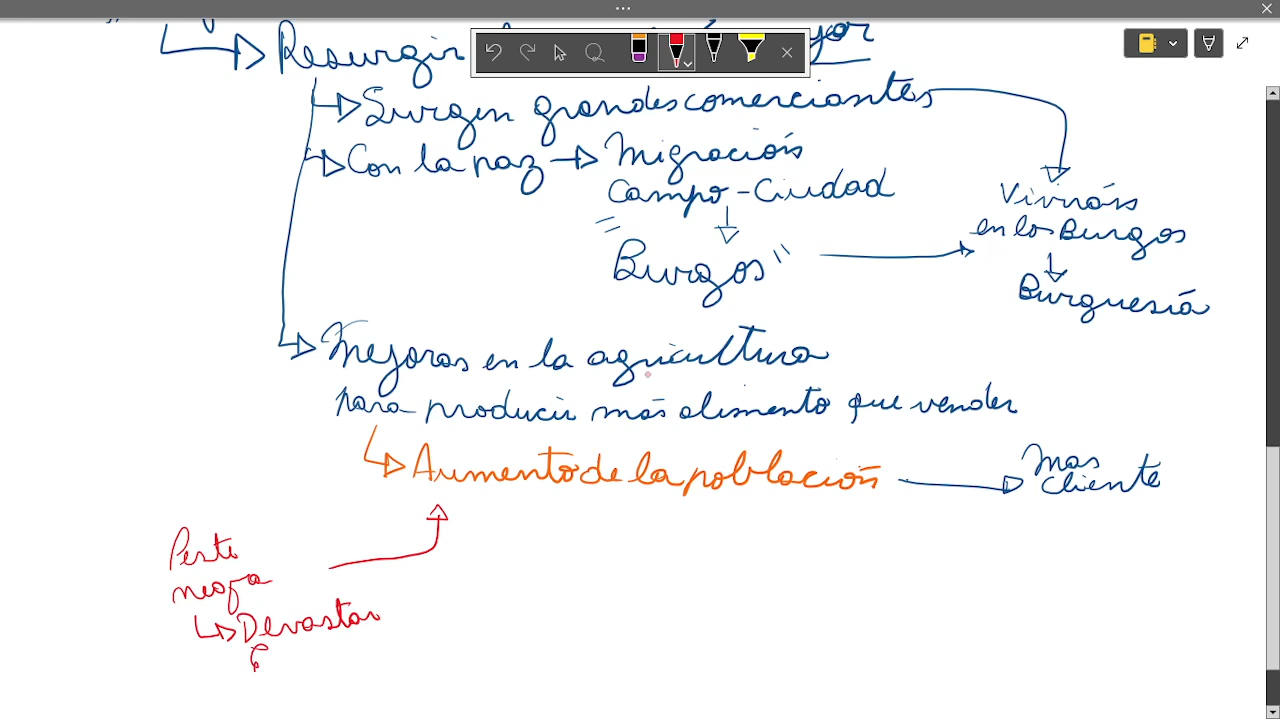 Resurgir
Surgen grandes comerciantes
Con la paz → Migración
Campo - Ciudad
"Burgos"
Vivirán
en los Burgos
Burguesía
Mejoras en la agricultura
para producir más alimento que vender
Aumento de la población
mas
cliente
Peste
negra
Devastar